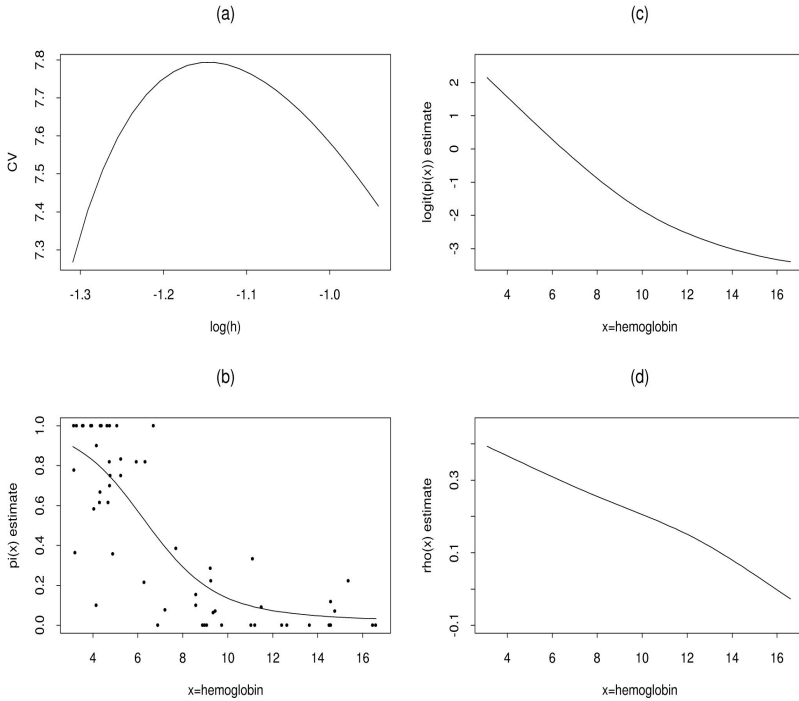 (a)
CV
7.3 7.4 7.5 7.6 7.7 7.8
-1.3 -1.2 -1.1 -1.0
log(h)
(c)
logit(pi(x)) estimate
-3 -2 -1 0 1 2
4 6 8 10 12 14 16
x=hemoglobin
(b)
pi(x) estimate
0.0 0.2 0.4 0.6 0.8 1.0
4 6 8 10 12 14 16
x=hemoglobin
(d)
rho(x) estimate
-0.1 0.1 0.3
4 6 8 10 12 14 16
x=hemoglobin